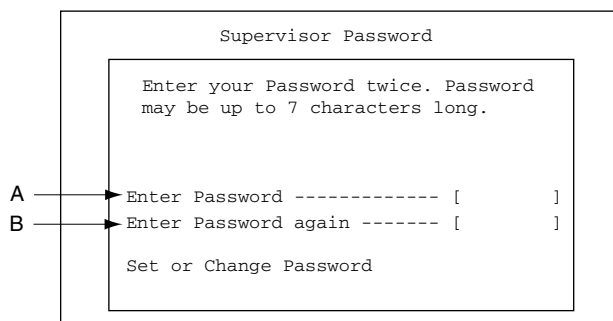 Supervisor Password
Enter your Password twice. Password
may be up to 7 characters long.
A
Enter Password ------------- [ ]
B
Enter Password again ------- [ ]
Set or Change Password